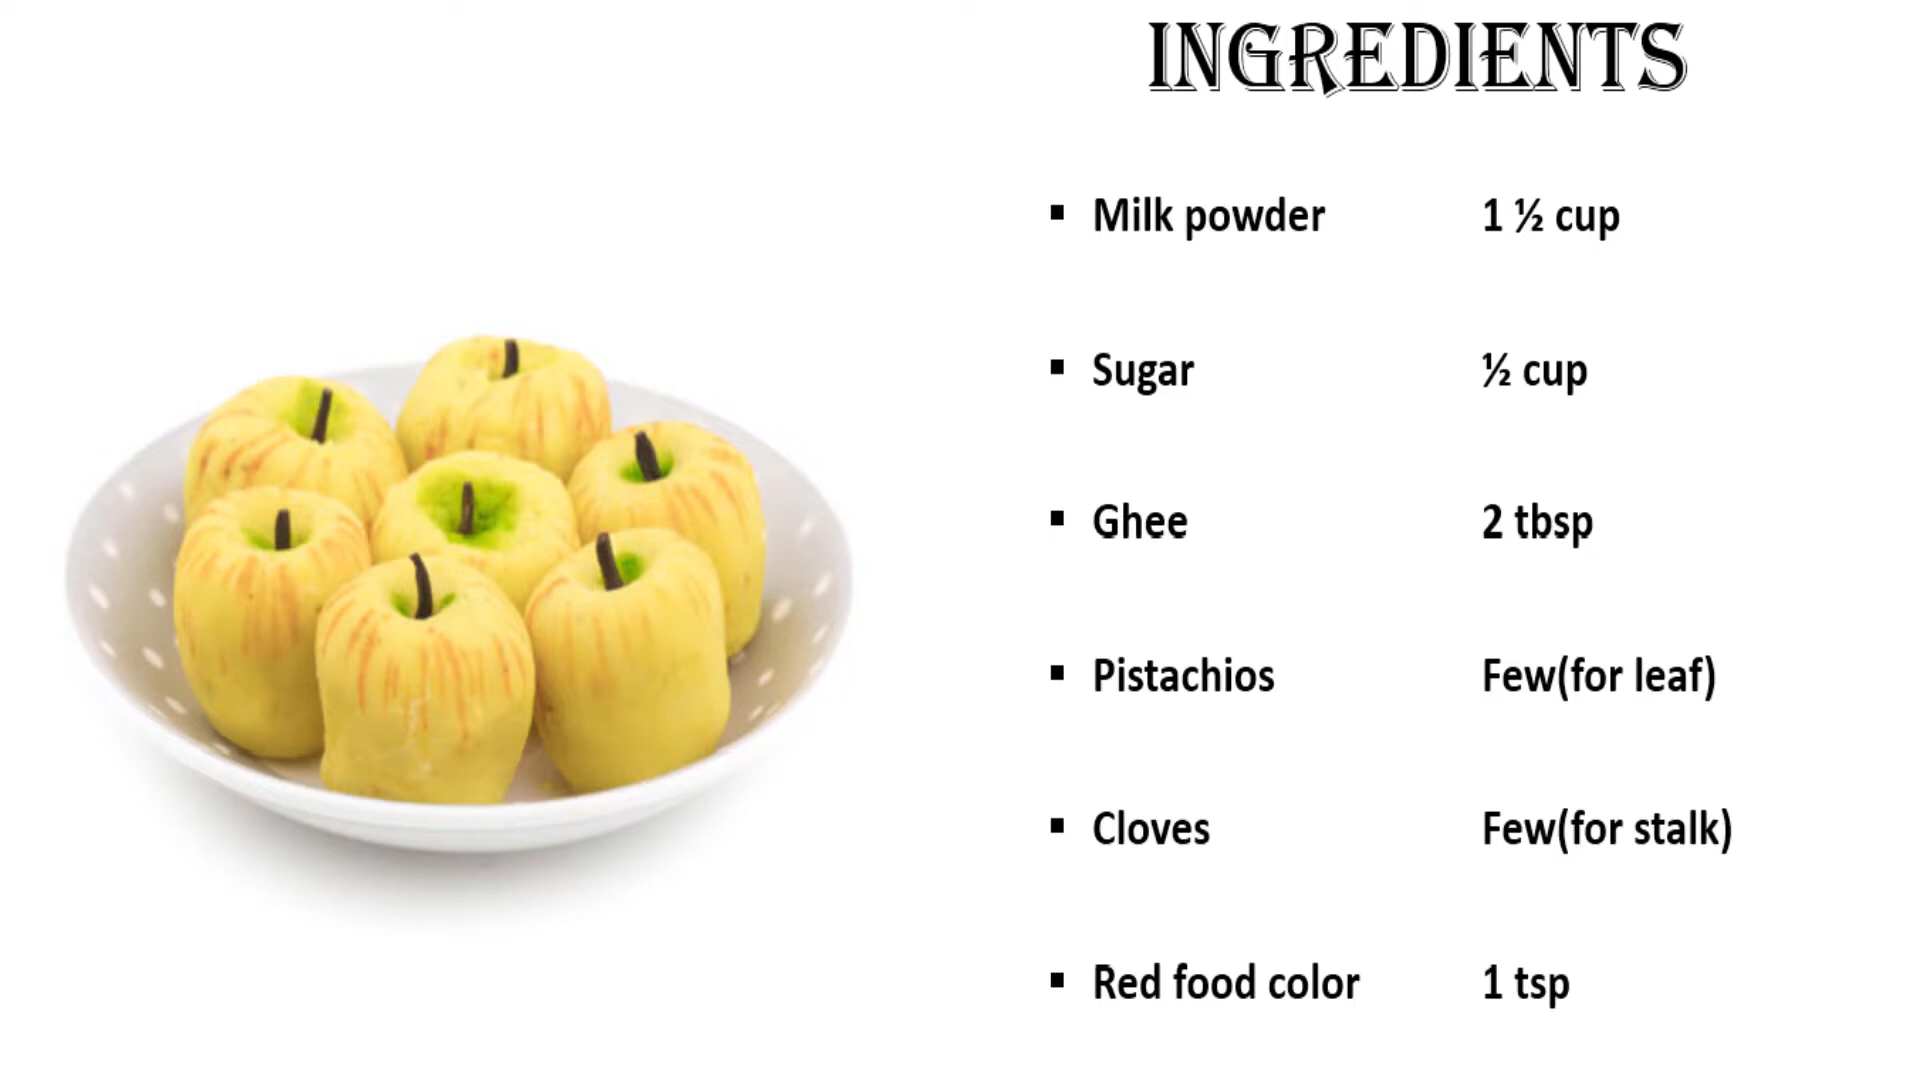 INGREDIENTS
▪ Milk powder 1 ½ cup
▪ Sugar ½ cup
▪ Ghee 2 tbsp
▪ Pistachios Few(for leaf)
▪ Cloves Few(for stalk)
▪ Red food color 1 tsp